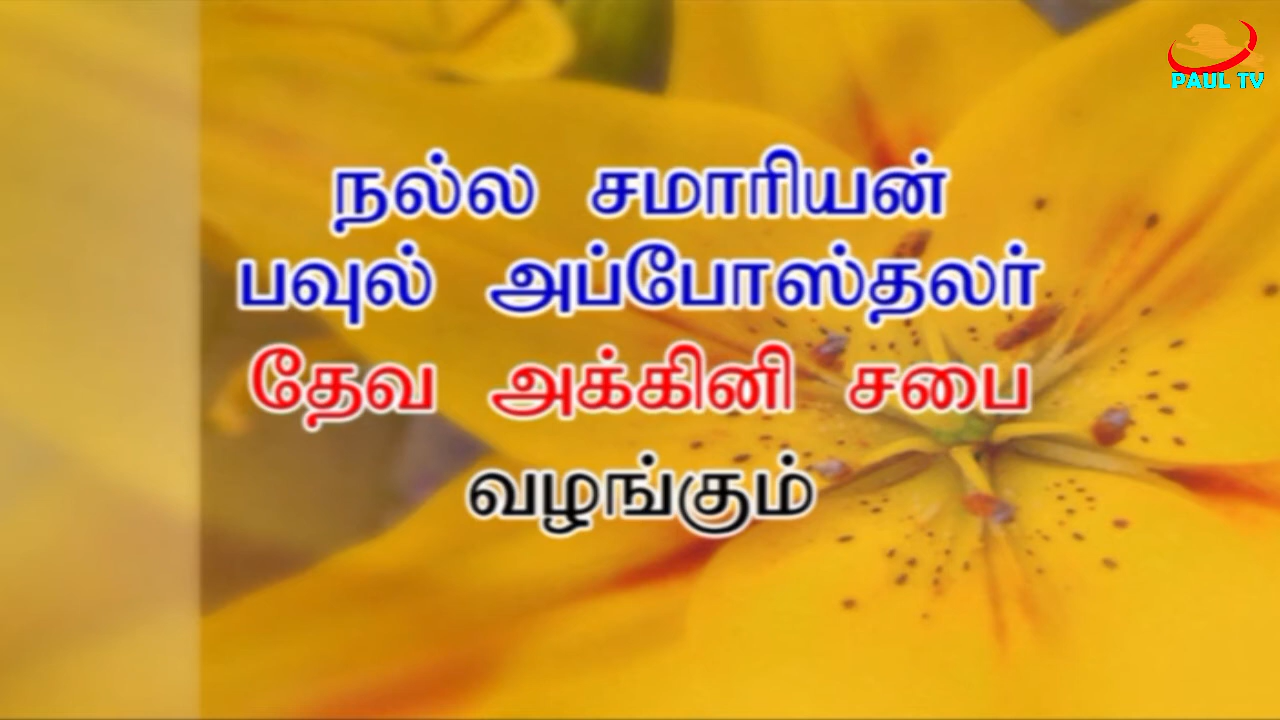 PAUL TV
நல்ல சமாரியன்
பவுல் அப்போஸ்தலர்
தேவ அக்கினி சபை
வழங்கும்